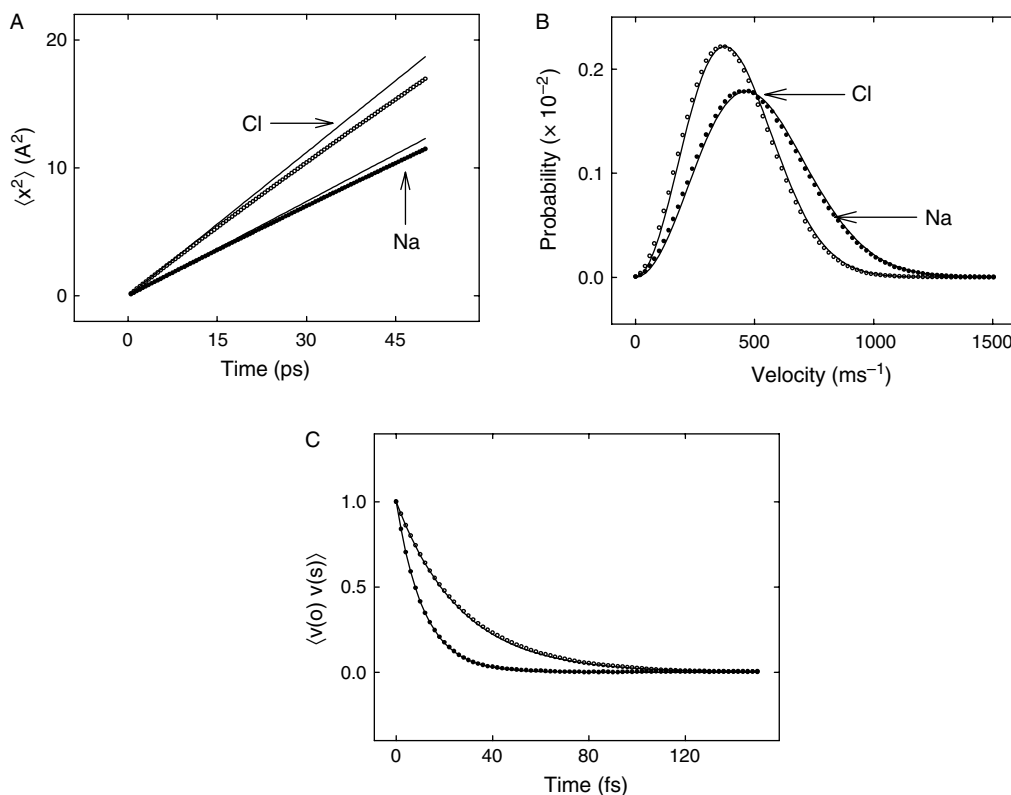 A
20
10
0
⟨x²⟩ (A²)
Cl
Na
0
15
30
45
Time (ps)
B
0.2
0.1
0.0
Probability (× 10⁻²)
Cl
Na
0
500
1000
1500
Velocity (ms⁻¹)
C
1.0
0.5
0.0
⟨v(o) v(s)⟩
0
40
80
120
Time (fs)